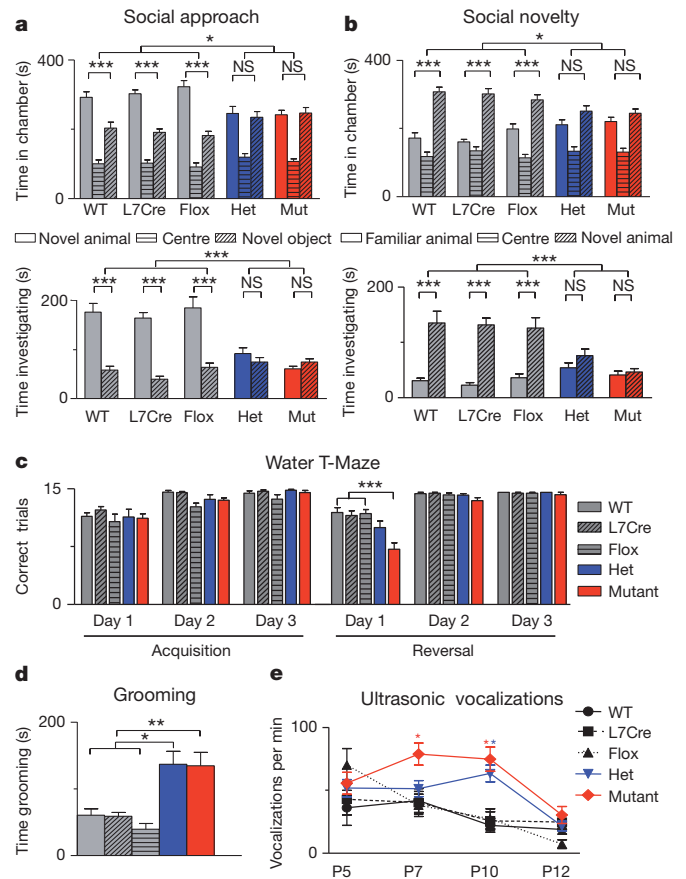 a Social approach
*
*** *** *** NS NS
Time in chamber (s)
400
0
WT L7Cre Flox Het Mut
Novel animal Centre Novel object
***
*** *** *** NS NS
Time investigating (s)
200
0
WT L7Cre Flox Het Mut
b Social novelty
*
*** *** *** NS NS
Time in chamber (s)
400
0
WT L7Cre Flox Het Mut
Familiar animal Centre Novel animal
***
*** *** *** NS NS
Time investigating (s)
200
0
WT L7Cre Flox Het Mut
c Water T-Maze
***
Correct trials
15
0
Day 1 Day 2 Day 3 Day 1 Day 2 Day 3
Acquisition Reversal
WT
L7Cre
Flox
Het
Mutant
d Grooming
**
*
Time grooming (s)
200
0
e Ultrasonic vocalizations
* **
Vocalizations per min
100
0
P5 P7 P10 P12
WT
L7Cre
Flox
Het
Mutant